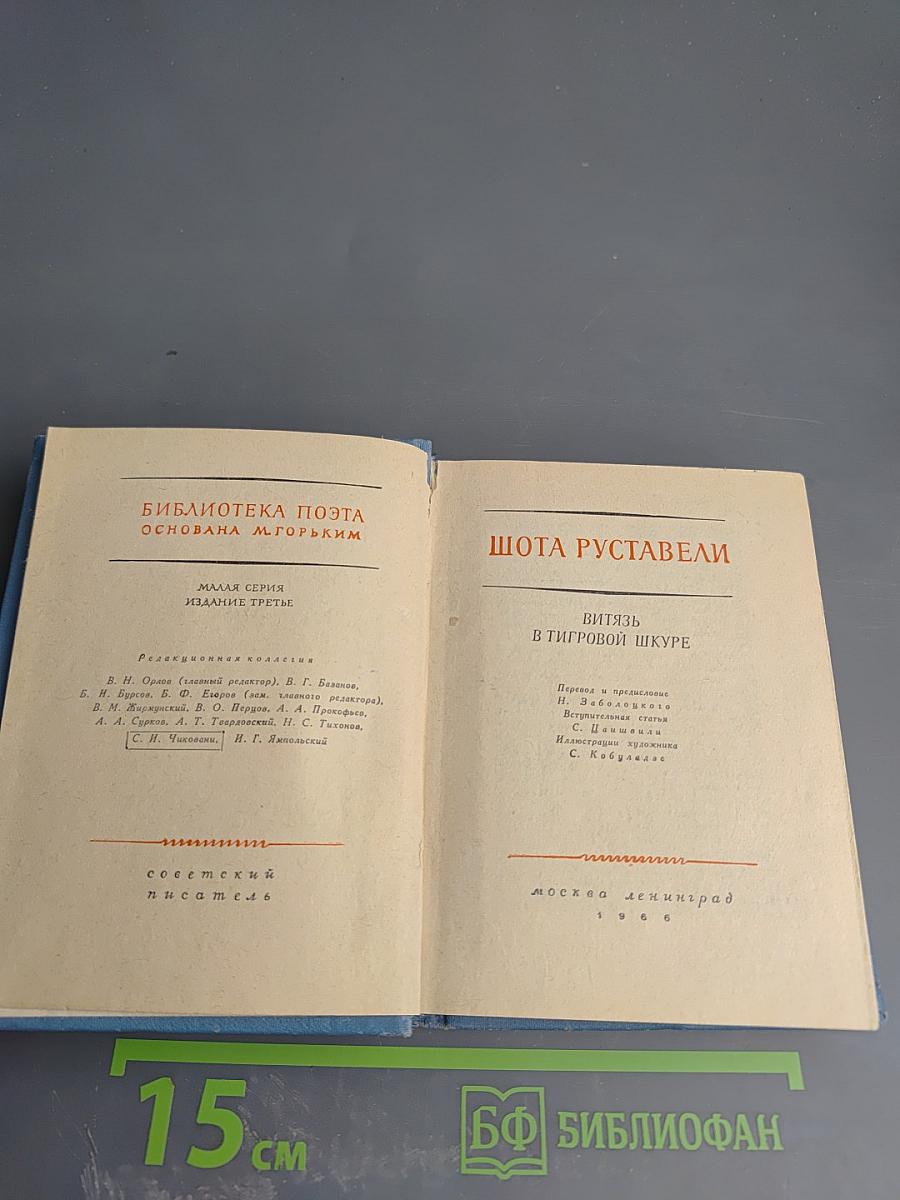 БИБЛИОТЕКА ПОЭТА
ОСНОВАНА М. ГОРЬКИМ
МАЛАЯ СЕРИЯ
ИЗДАНИЕ ТРЕТЬЕ
Редакционная коллегия
В. Н. Орлов (главный редактор), В. Г. Базанов,
Б. И. Бурсов, Б. Ф. Егоров (зам. главного редактора),
В. М. Жирмунский, В. О. Перцов, А. А. Прокофьев,
А. А. Сурков, А. Т. Твардовский, Н. С. Тихонов,
С. И. Чиковани, И. Г. Ямпольский
советский
писатель
ШОТА РУСТАВЕЛИ
ВИТЯЗЬ
В ТИГРОВОЙ ШКУРЕ
Перевод и предисловие
Н. Заболоцкого
Вступительная статья
С. Цаишвили
Иллюстрации художника
С. Кобуладзе
москва ленинград
1966
15 см
БФ БИБЛИОФАН